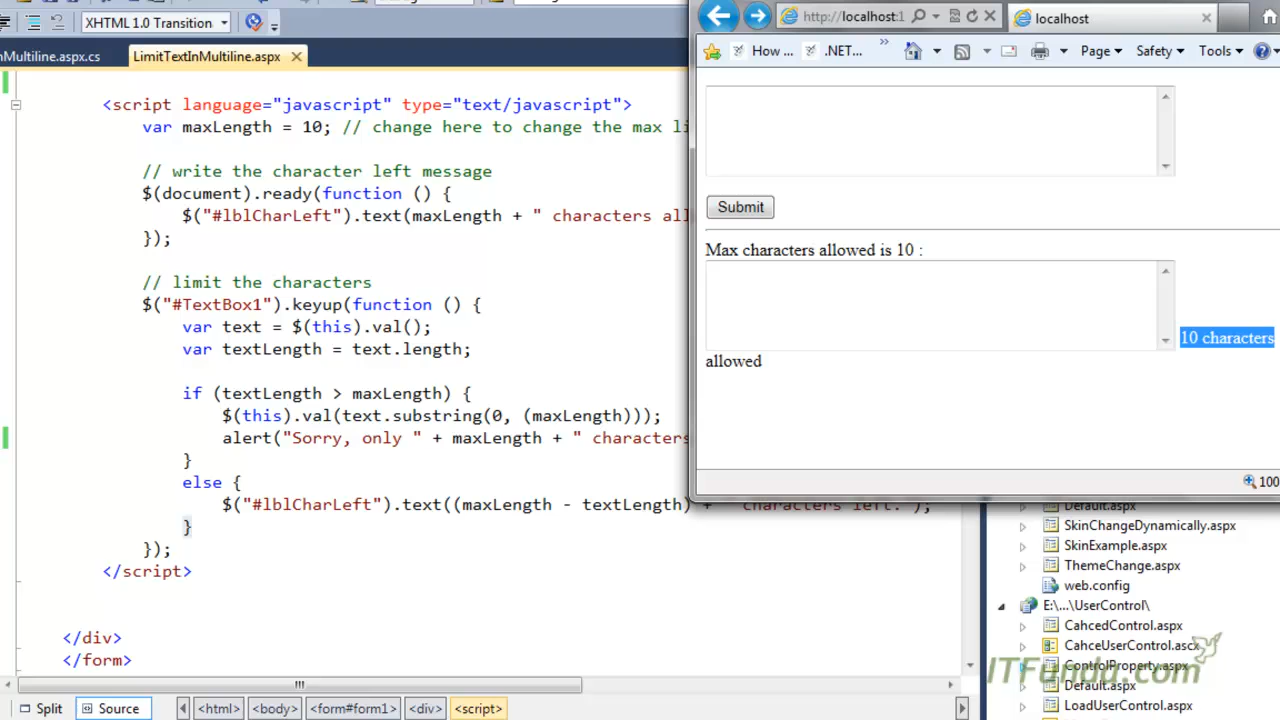 XHTML 1.0 Transition
nMultiline.aspx.cs
LimitTextInMultiline.aspx
<script language="javascript" type="text/javascript">
var maxLength = 10; // change here to change the max li
// write the character left message
$(document).ready(function () {
$("#lblCharLeft").text(maxLength + " characters all
});
// limit the characters
$("#TextBox1").keyup(function () {
var text = $(this).val();
var textLength = text.length;
if (textLength > maxLength) {
$(this).val(text.substring(0, (maxLength)));
alert("Sorry, only " + maxLength + " characters
}
else {
$("#lblCharLeft").text((maxLength - textLength) + " characters left.");
}
});
</script>
</div>
</form>
Split
Source
<html>
<body>
<form#form1>
<div>
<script>
http://localhost:1
localhost
How ...
.NET...
Page
Safety
Tools
Submit
Max characters allowed is 10 :
10 characters
allowed
100
Default.aspx
SkinChangeDynamically.aspx
SkinExample.aspx
ThemeChange.aspx
web.config
E:\...\UserControl\
CahcedControl.aspx
CahceUserControl.ascx
ControlProperty.aspx
Default.aspx
LoadUserControl.aspx
ITFunda.com